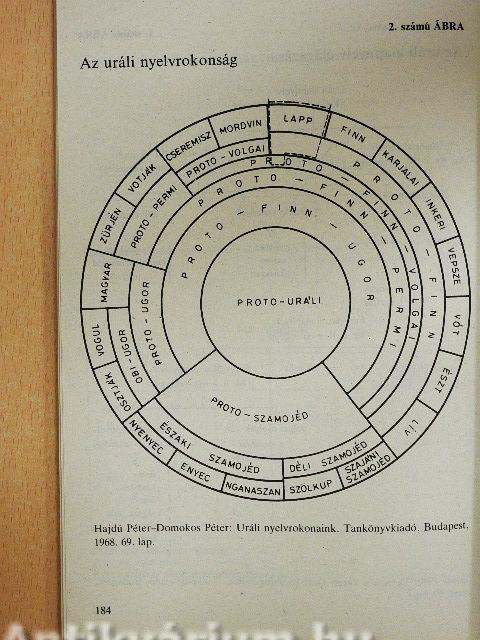 2. számú ÁBRA
Az uráli nyelvrokonság
LAPP
FINN
KARJALAI
INKERI
VEPSZE
VÓT
ÉSZT
LÍV
SZAJÁNI
SZAMOJÉD
SZÖLKUP
NGANASZAN
ENYEC
NYENYEC
OSZTJÁK
VOGUL
MAGYAR
ZÜRJÉN
VOTJÁK
CSEREMISZ
MORDVIN
PROTO-VOLGAI
PROTO-PERMI
PROTO-FINN
PROTO-FINN-VOLGAI
PROTO-FINN-PERMI
PROTO-FINN-UGOR
PROTO-UGOR
OBI-UGOR
PROTO-URÁLI
PROTO-SZAMOJÉD
ÉSZAKI SZAMOJÉD
DÉLI SZAMOJÉD
Hajdú Péter–Domokos Péter: Uráli nyelvrokonaink. Tankönyvkiadó, Budapest,
1968. 69. lap.
184
Antikvárium.hu